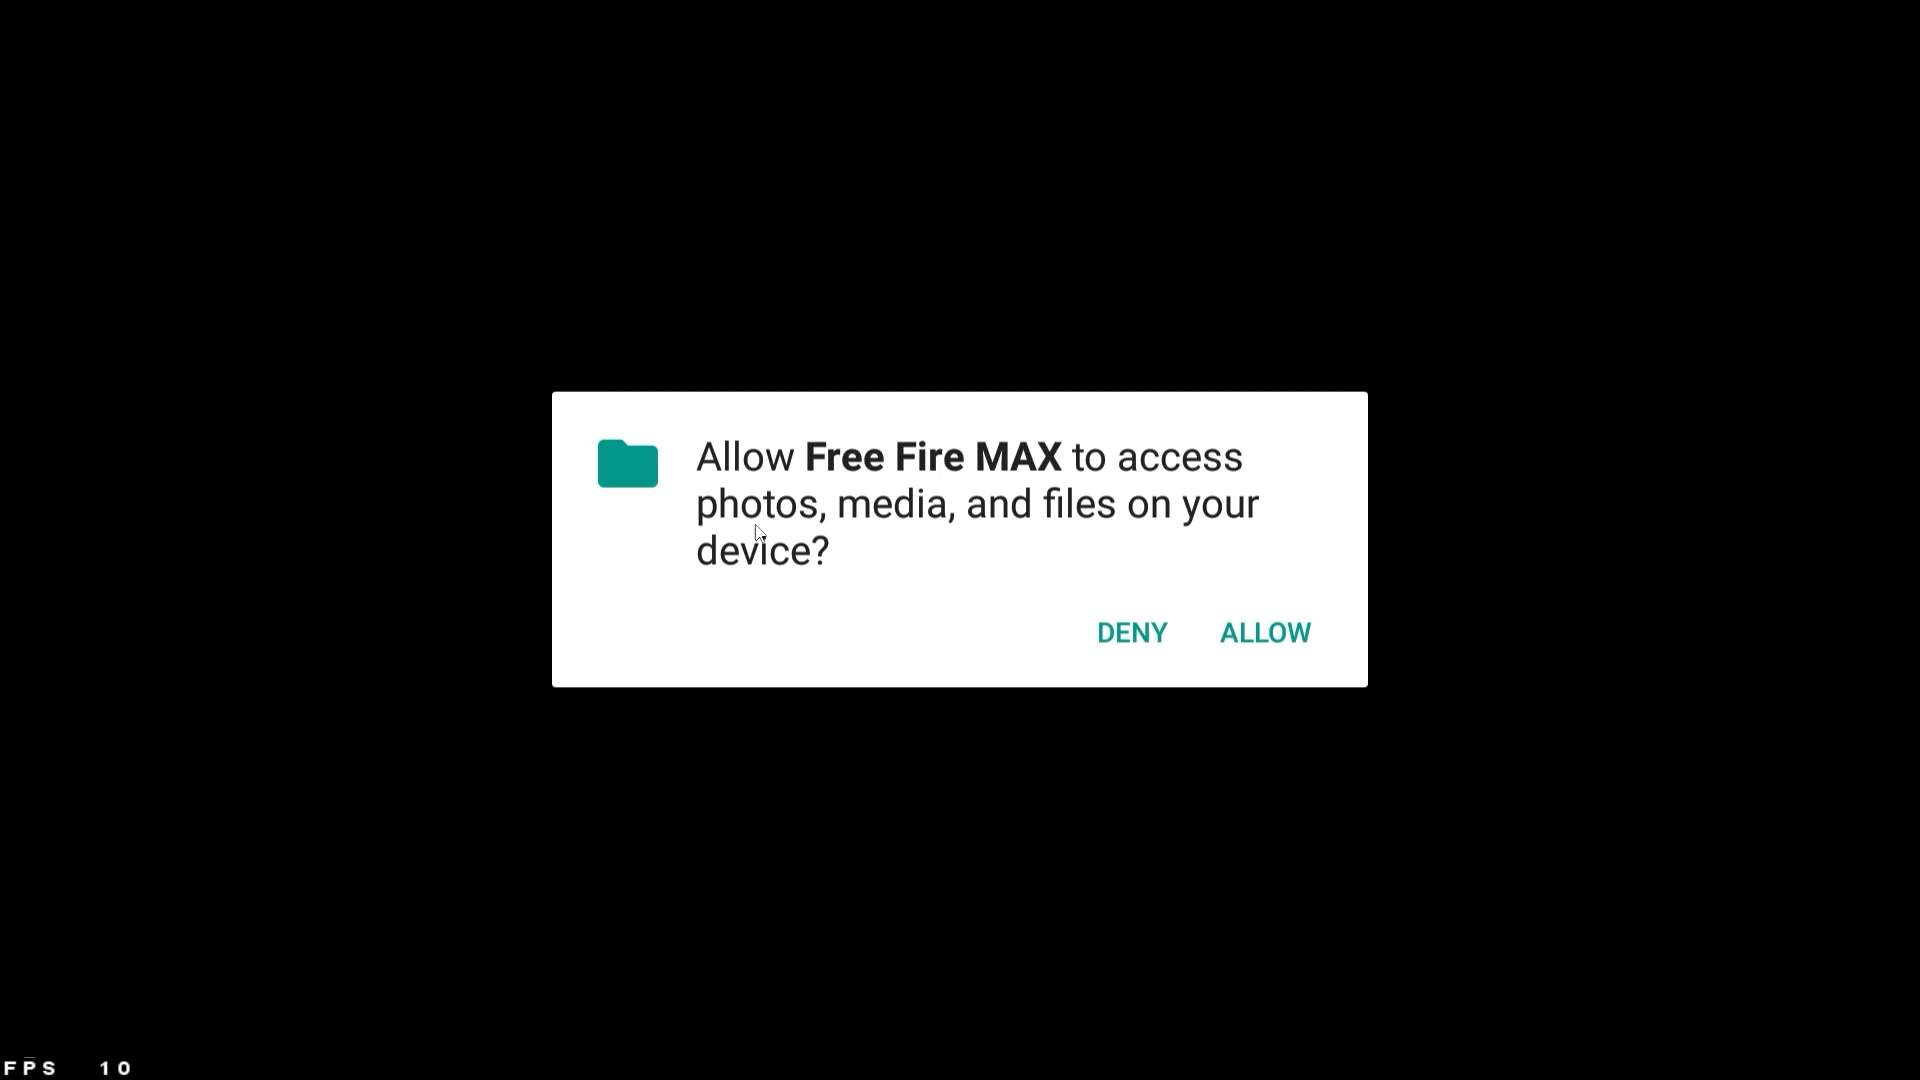 Allow Free Fire MAX to access
photos, media, and files on your
device?
DENY ALLOW
FPS 10